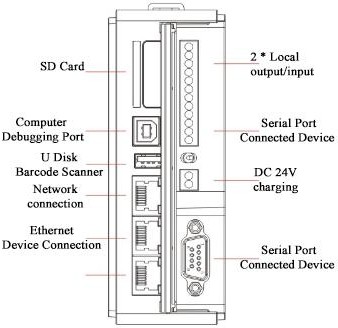 SD Card
Computer
Debugging Port
U Disk
Barcode Scanner
Network
connection
Ethernet
Device Connection
2 * Local
output/input
Serial Port
Connected Device
DC 24V
charging
Serial Port
Connected Device